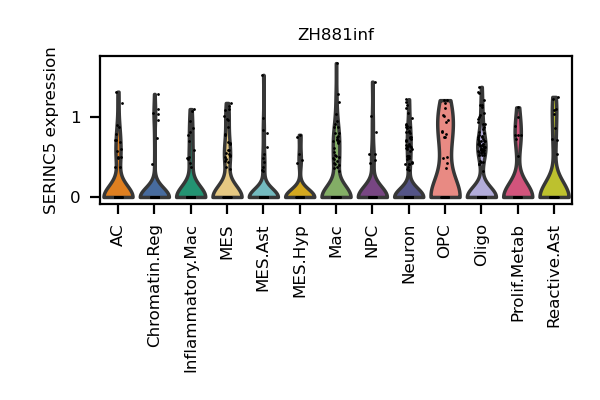 ZH881inf
SERINC5 expression
1
0
AC
Chromatin.Reg
Inflammatory.Mac
MES
MES.Ast
MES.Hyp
Mac
NPC
Neuron
OPC
Oligo
Prolif.Metab
Reactive.Ast